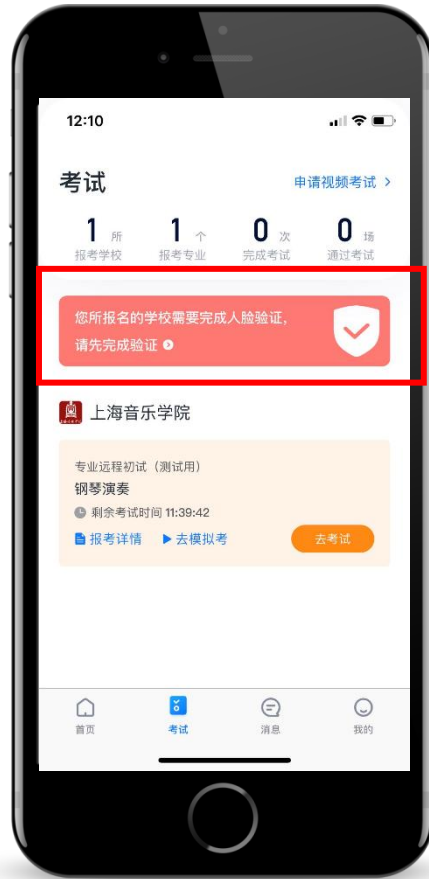 12:10
考试
申请视频考试 >
1 所
1 个
0 次
0 场
报考学校
报考专业
完成考试
通过考试
您所报名的学校需要完成人脸验证,
请先完成验证
上海音乐学院
专业远程初试（测试用）
钢琴演奏
剩余考试时间 11:39:42
报考详情
去模拟考
去考试
首页
考试
消息
我的